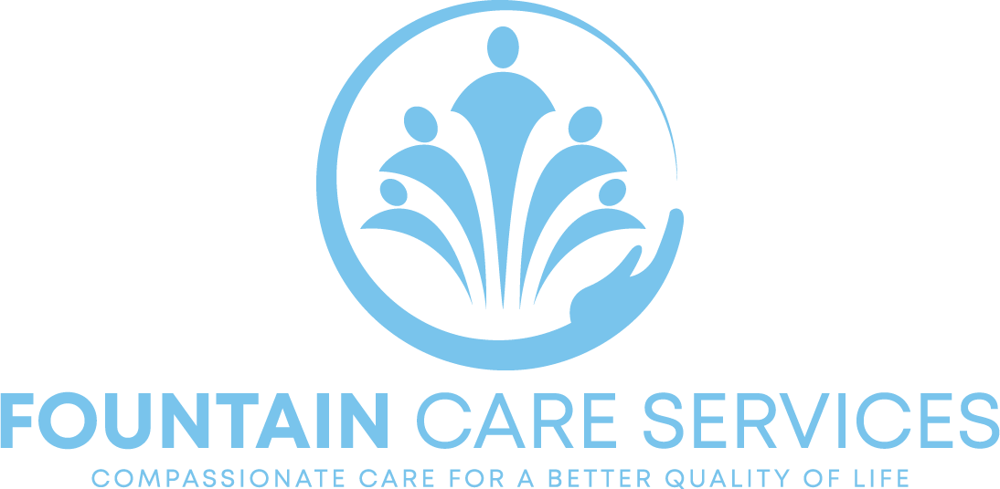 FOUNTAIN CARE SERVICES
COMPASSIONATE CARE FOR A BETTER QUALITY OF LIFE